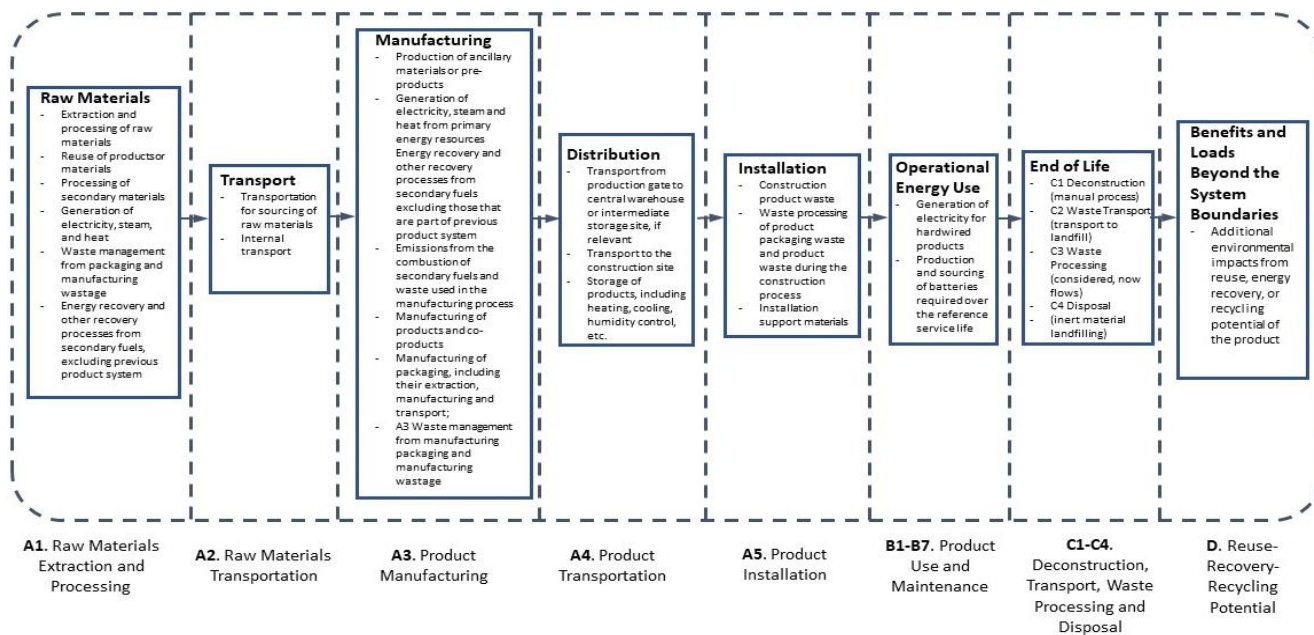 Raw Materials
- Extraction and
processing of raw
materials
- Reuse of productsor
materials
- Processing of
secondary materials
- Generation of
electricity, steam,
and heat
- Waste management
from packaging and
manufacturing
wastage
- Energy recovery and
other recovery
processes from
secondary fuels,
excluding previous
product system
Transport
- Transportation
for sourcing of
raw materials
- Internal
transport
Manufacturing
- Production of ancillary
materials or pre-
products
- Generation of
electricity, steam and
heat from primary
energy resources
Energy recovery and
other recovery
processes from
secondary fuels
excluding those that
are part of previous
product system
- Emissions from the
combustion of
secondary fuels and
waste used in the
manufacturing process
- Manufacturing of
products and co-
products
- Manufacturing of
packaging, including
their extraction,
manufacturing and
transport;
- A3 Waste management
from manufacturing
packaging and
manufacturing
wastage
Distribution
- Transport from
production gate to
central warehouse
or intermediate
storage site, if
relevant
- Transport to the
construction site
- Storage of
products, including
heating, cooling,
humidity control,
etc.
Installation
- Construction
product waste
- Waste processing
of product
packaging waste
and product
waste during the
construction
process
- Installation
support materials
Operational
Energy Use
- Generation of
electricity for
hardwired
products
- Production
and sourcing
of batteries
required over
the reference
service life
End of Life
- C1 Deconstruction
(manual process)
- C2 Waste Transport
(transport to
landfill)
- C3 Waste
Processing
(considered, now
flows)
- C4 Disposal
- (inert material
landfilling)
Benefits and
Loads
Beyond the
System
Boundaries
- Additional
environmental
impacts from
reuse, energy
recovery, or
recycling
potential of
the product
A1. Raw Materials
Extraction and
Processing
A2. Raw Materials
Transportation
A3. Product
Manufacturing
A4. Product
Transportation
A5. Product
Installation
B1-B7. Product
Use and
Maintenance
C1-C4.
Deconstruction,
Transport, Waste
Processing and
Disposal
D. Reuse-
Recovery-
Recycling
Potential